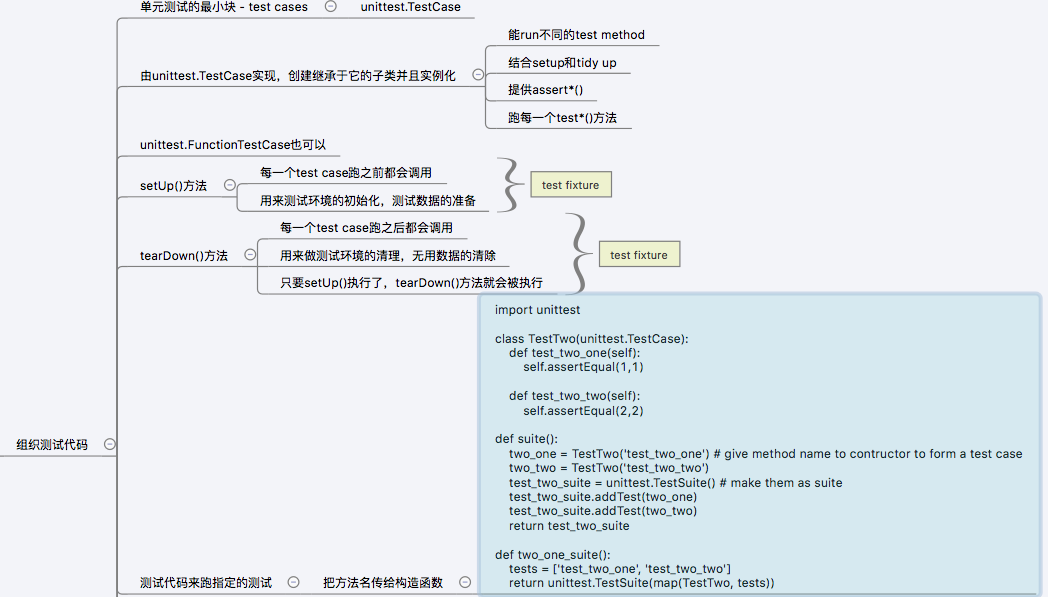 单元测试的最小块 - test cases
unittest.TestCase
由unittest.TestCase实现，创建继承于它的子类并且实例化
能run不同的test method
结合setup和tidy up
提供assert*()
跑每一个test*()方法
unittest.FunctionTestCase也可以
setUp()方法
每一个test case跑之前都会调用
用来测试环境的初始化，测试数据的准备
test fixture
tearDown()方法
每一个test case跑之后都会调用
用来做测试环境的清理，无用数据的清除
只要setUp()执行了，tearDown()方法就会被执行
test fixture
组织测试代码
测试代码来跑指定的测试
把方法名传给构造函数
import unittest
class TestTwo(unittest.TestCase):
def test_two_one(self):
self.assertEqual(1,1)
def test_two_two(self):
self.assertEqual(2,2)
def suite():
two_one = TestTwo('test_two_one') # give method name to contructor to form a test case
two_two = TestTwo('test_two_two')
test_two_suite = unittest.TestSuite() # make them as suite
test_two_suite.addTest(two_one)
test_two_suite.addTest(two_two)
return test_two_suite
def two_one_suite():
tests = ['test_two_one', 'test_two_two']
return unittest.TestSuite(map(TestTwo, tests))